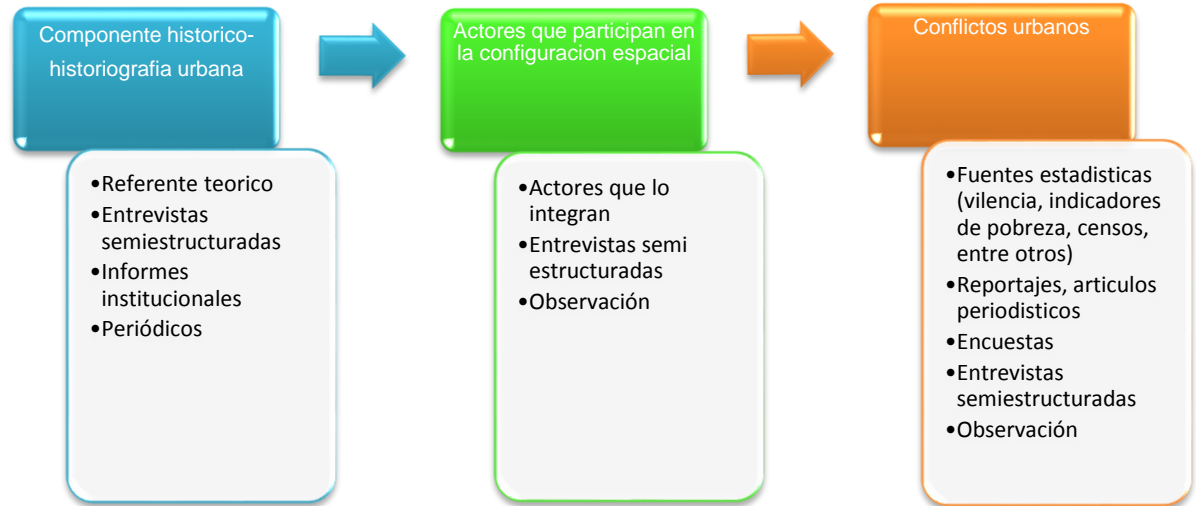 Componente historico-
historiografia urbana
•Referente teorico
•Entrevistas
semiestructuradas
•Informes
institucionales
•Periódicos
Actores que participan en
la configuracion espacial
•Actores que lo
integran
•Entrevistas semi
estructuradas
•Observación
Conflictos urbanos
•Fuentes estadisticas
(vilencia, indicadores
de pobreza, censos,
entre otros)
•Reportajes, articulos
periodisticos
•Encuestas
•Entrevistas
semiestructuradas
•Observación